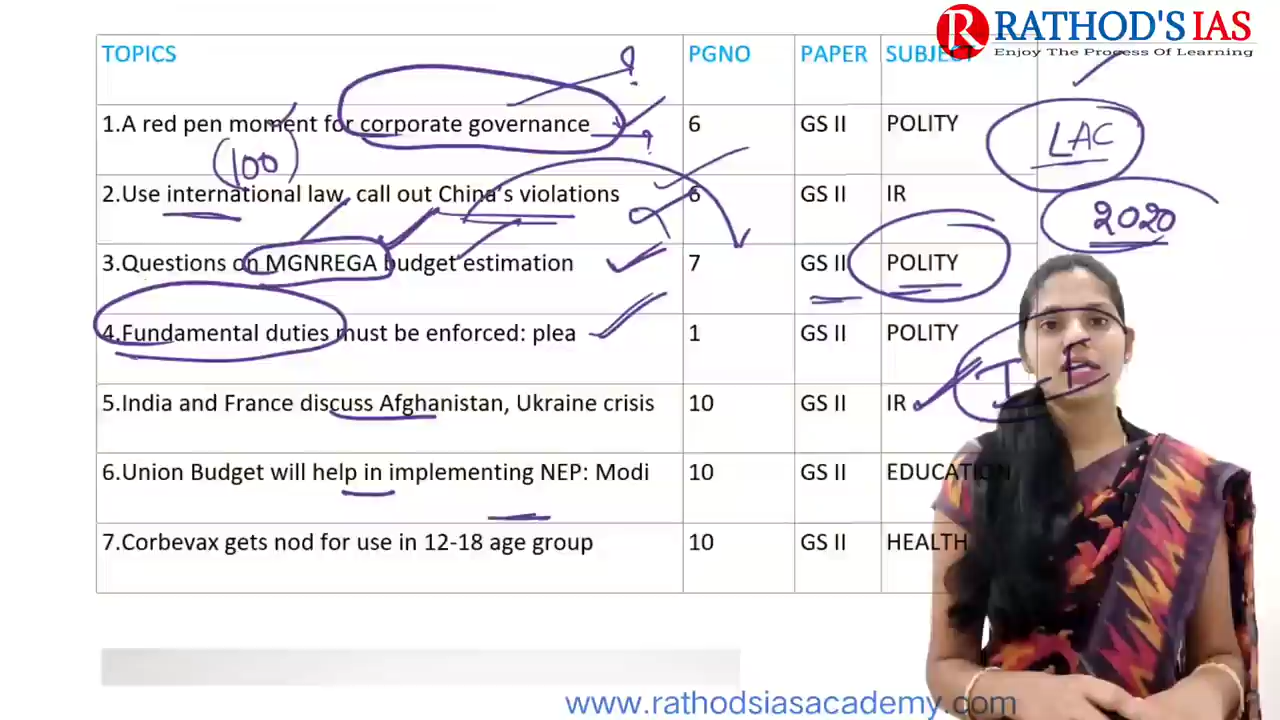 RATHOD'S IAS
Enjoy The Process Of Learning
TOPICS PGNO PAPER SUBJECT
1.A red pen moment for corporate governance 6 GS II POLITY
(100)
LAC
2.Use international law, call out China's violations 6 GS II IR
2020
3.Questions on MGNREGA budget estimation 7 GS II POLITY
4.Fundamental duties must be enforced: plea 1 GS II POLITY
I - F
5.India and France discuss Afghanistan, Ukraine crisis 10 GS II IR
6.Union Budget will help in implementing NEP: Modi 10 GS II EDUCATION
7.Corbevax gets nod for use in 12-18 age group 10 GS II HEALTH
www.rathodsiasacademy.com